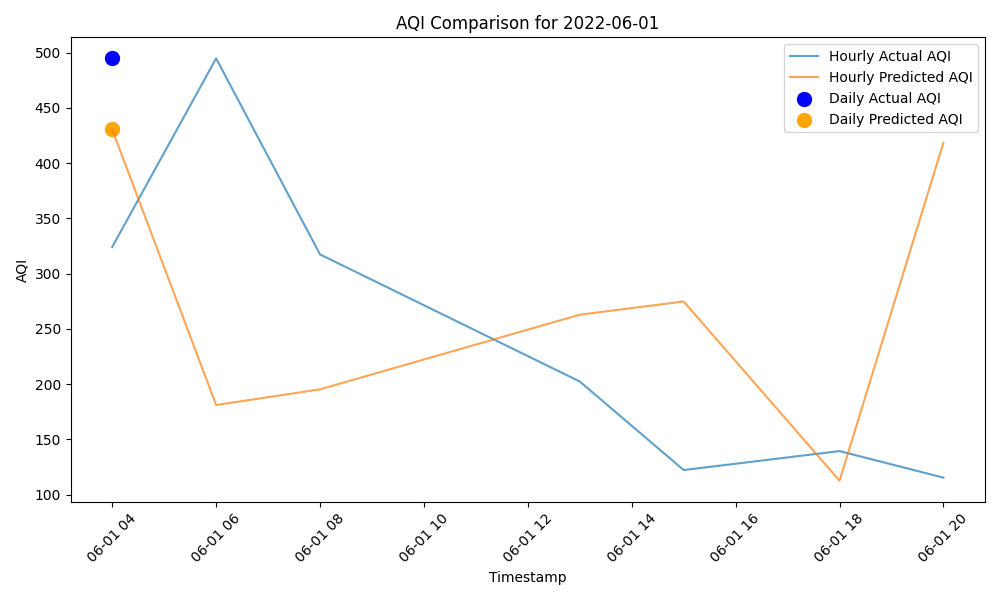 AQI Comparison for 2022-06-01
Hourly Actual AQI
Hourly Predicted AQI
Daily Actual AQI
Daily Predicted AQI
AQI
500
450
400
350
300
250
200
150
100
06-01 04
06-01 06
06-01 08
06-01 10
06-01 12
06-01 14
06-01 16
06-01 18
06-01 20
Timestamp